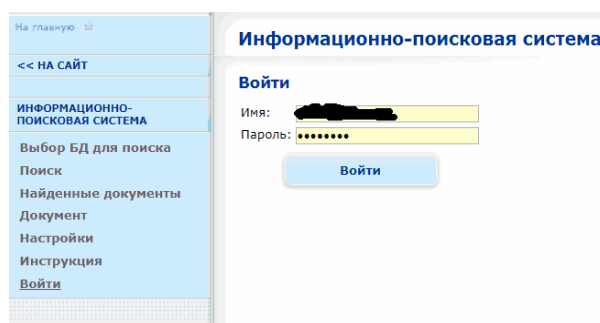 На главную
<< НА САЙТ
ИНФОРМАЦИОННО-
ПОИСКОВАЯ СИСТЕМА
Выбор БД для поиска
Поиск
Найденные документы
Документ
Настройки
Инструкция
Войти
Информационно-поисковая система
Войти
Имя:
Пароль: ••••••••
Войти